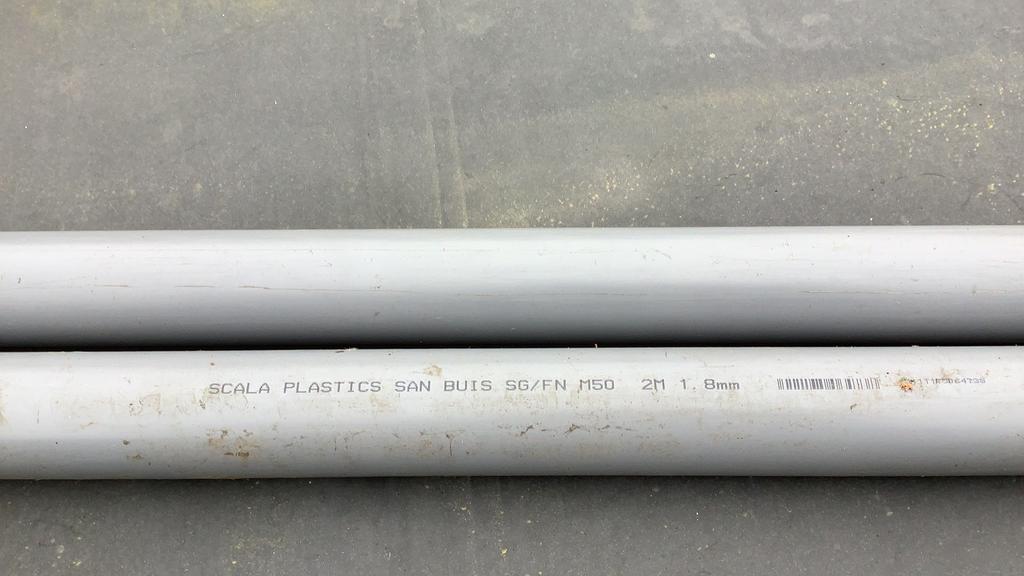 SCALA PLASTICS SAN BUIS SG/FN M50 2M 1.8mm